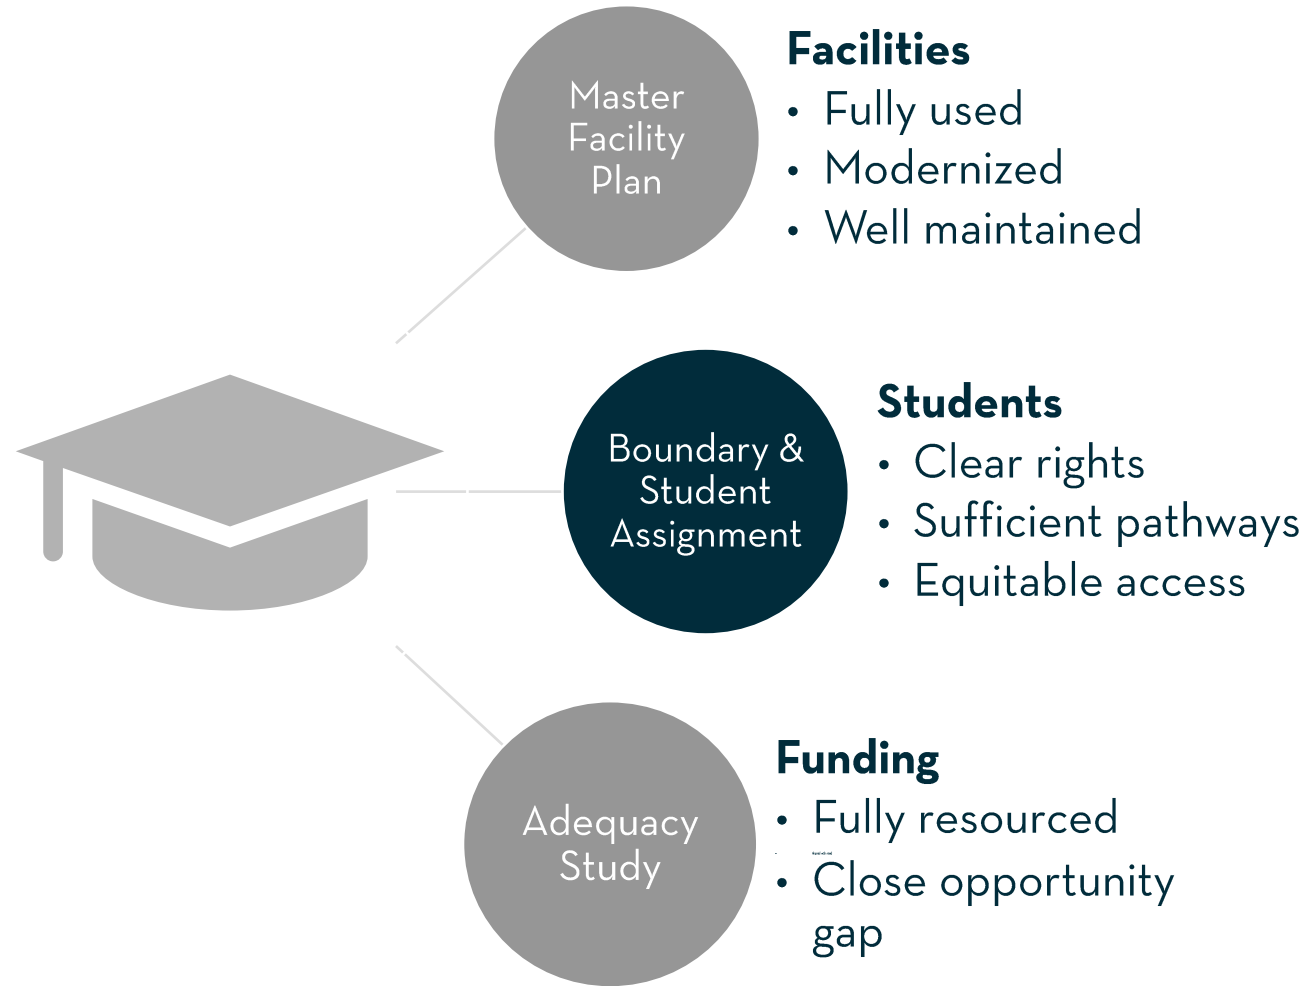 Master
Facility
Plan
Facilities
• Fully used
• Modernized
• Well maintained
Boundary &
Student
Assignment
Students
• Clear rights
• Sufficient pathways
• Equitable access
Adequacy
Study
Funding
• Fully resourced
• Close opportunity
gap